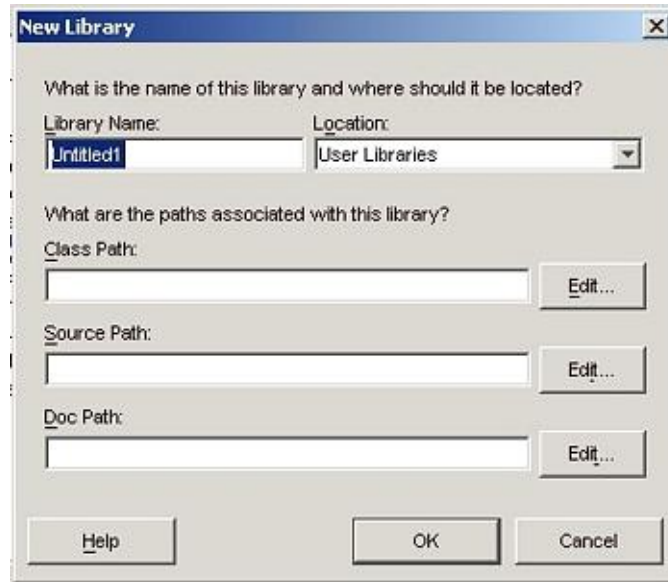 New Library
What is the name of this library and where should it be located?
Library Name: Location:
Untitled1 User Libraries
What are the paths associated with this library?
Class Path:
Edit...
Source Path:
Edit...
Doc Path:
Edit...
Help OK Cancel